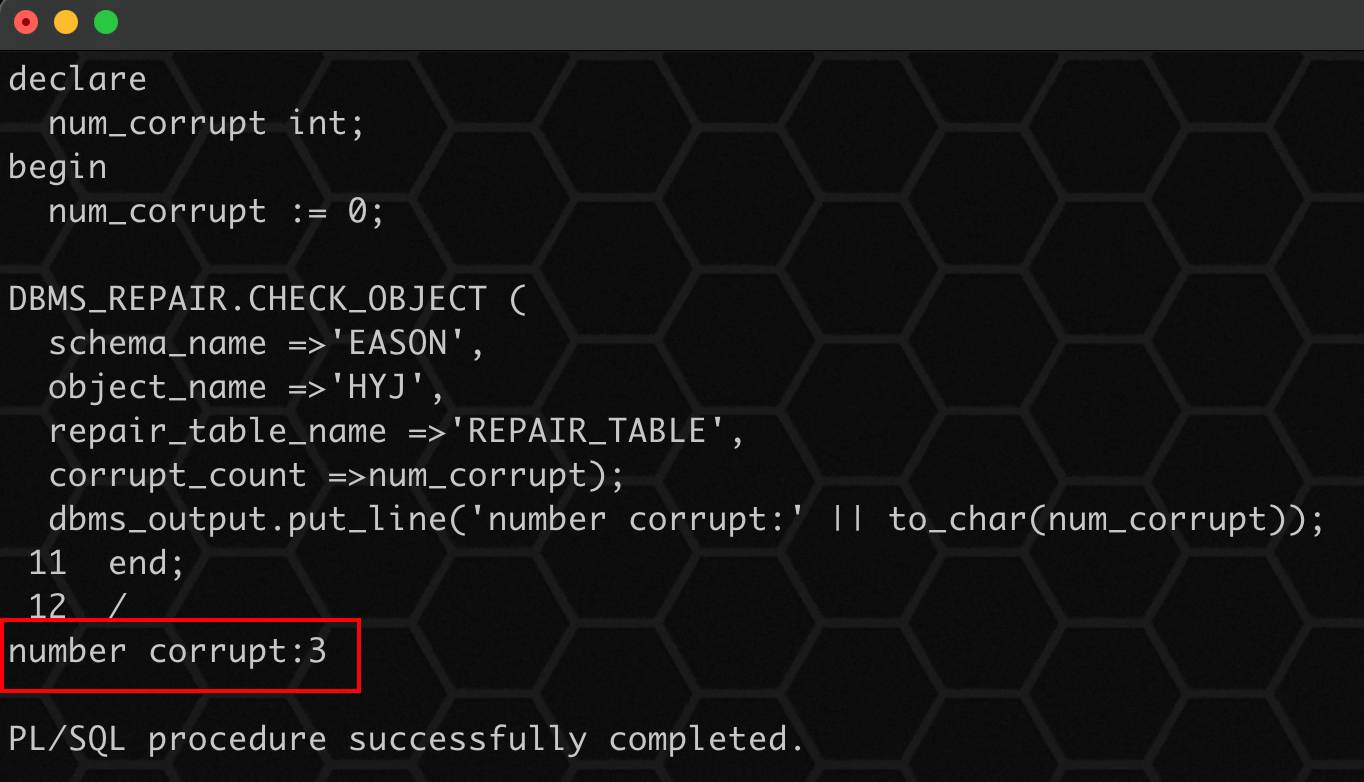 declare
  num_corrupt int;
begin
  num_corrupt := 0;

DBMS_REPAIR.CHECK_OBJECT (
  schema_name =>'EASON',
  object_name =>'HYJ',
  repair_table_name =>'REPAIR_TABLE',
  corrupt_count =>num_corrupt);
  dbms_output.put_line('number corrupt:' || to_char(num_corrupt));
 11  end;
 12  /
number corrupt:3

PL/SQL procedure successfully completed.